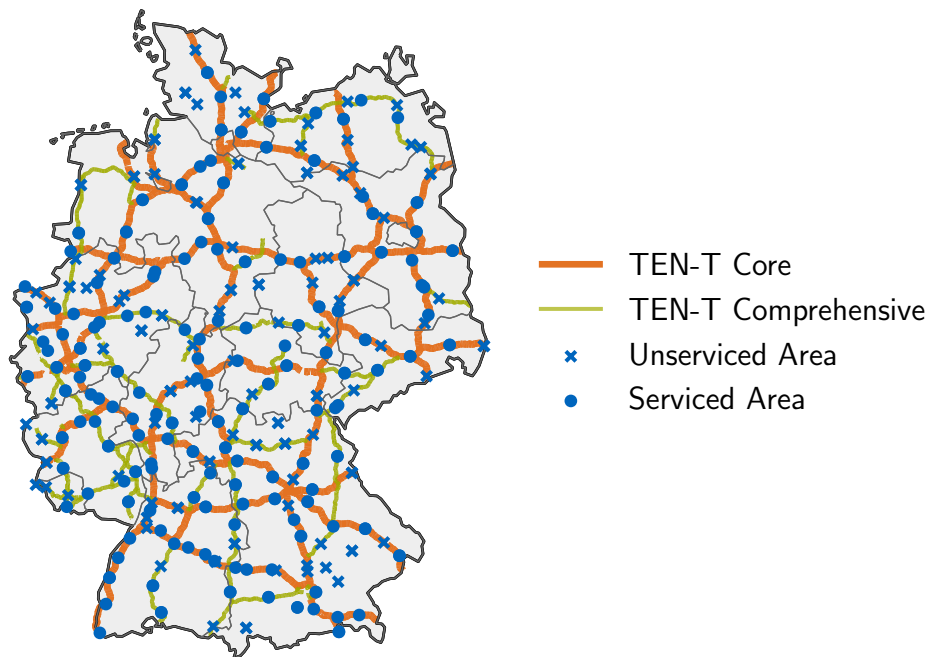 TEN-T Core
TEN-T Comprehensive
Unserviced Area
Serviced Area